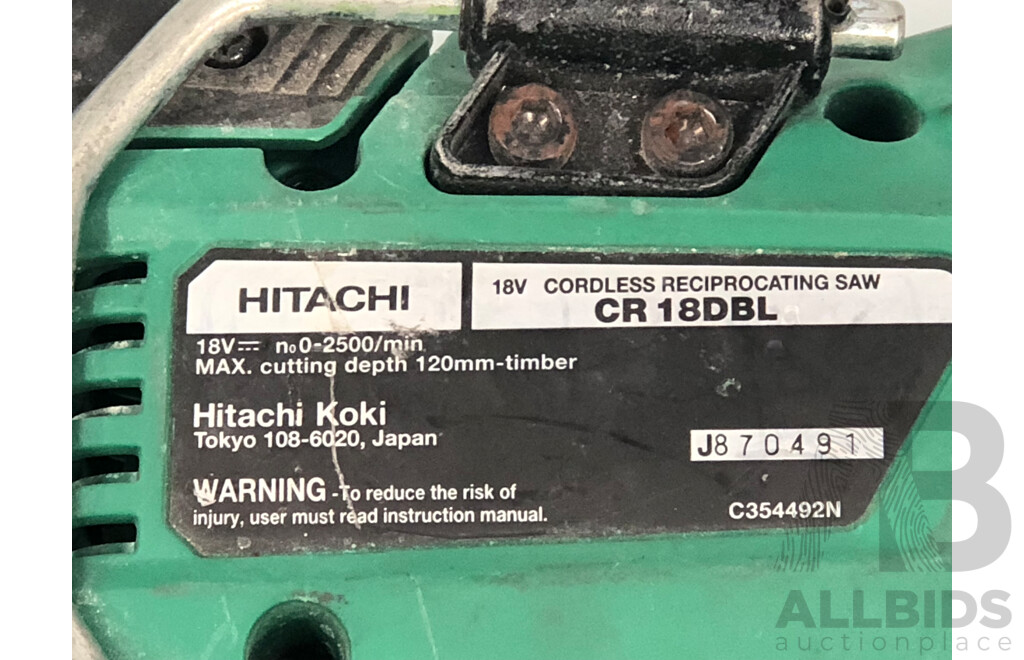 HITACHI
18V CORDLESS RECIPROCATING SAW
CR 18DBL
18V⎓ n₀0-2500/min
MAX. cutting depth 120mm-timber
Hitachi Koki
Tokyo 108-6020, Japan
J870491
WARNING -To reduce the risk of
injury, user must read instruction manual.
C354492N
B
ALLBIDS
auctionplace